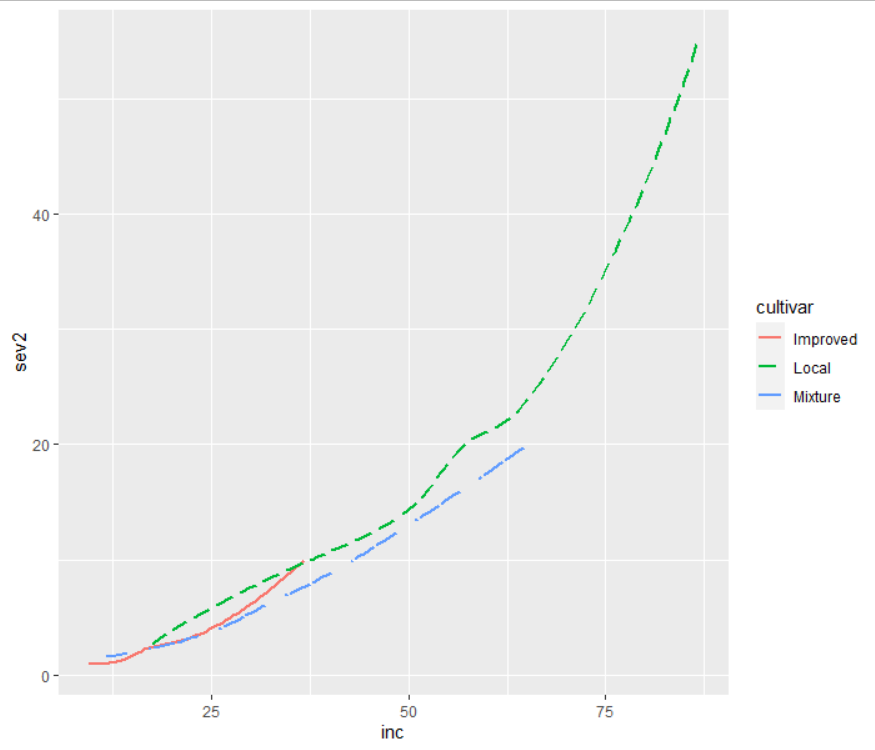 sev2
40
20
0
25
50
75
inc
cultivar
Improved
Local
Mixture